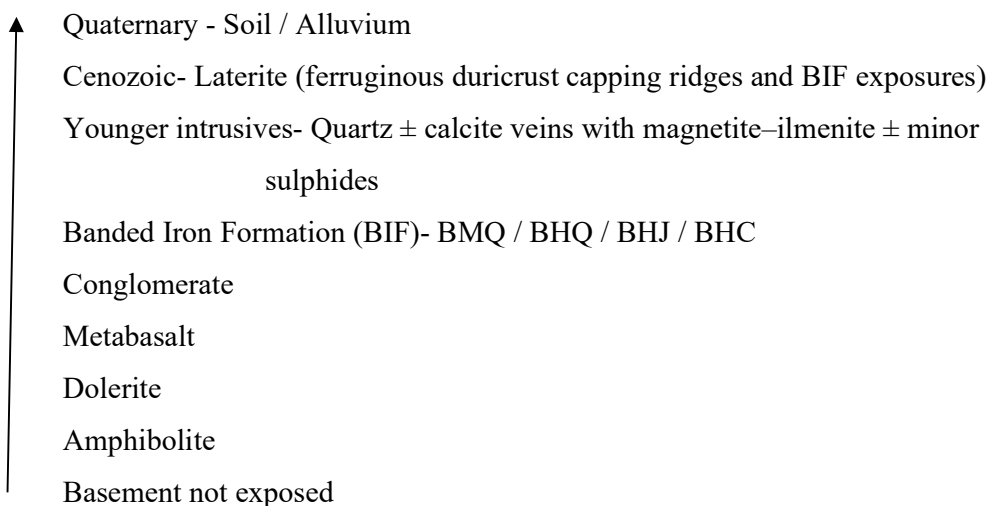 Quaternary - Soil / Alluvium
Cenozoic- Laterite (ferruginous duricrust capping ridges and BIF exposures)
Younger intrusives- Quartz ± calcite veins with magnetite–ilmenite ± minor
sulphides
Banded Iron Formation (BIF)- BMQ / BHQ / BHJ / BHC
Conglomerate
Metabasalt
Dolerite
Amphibolite
Basement not exposed